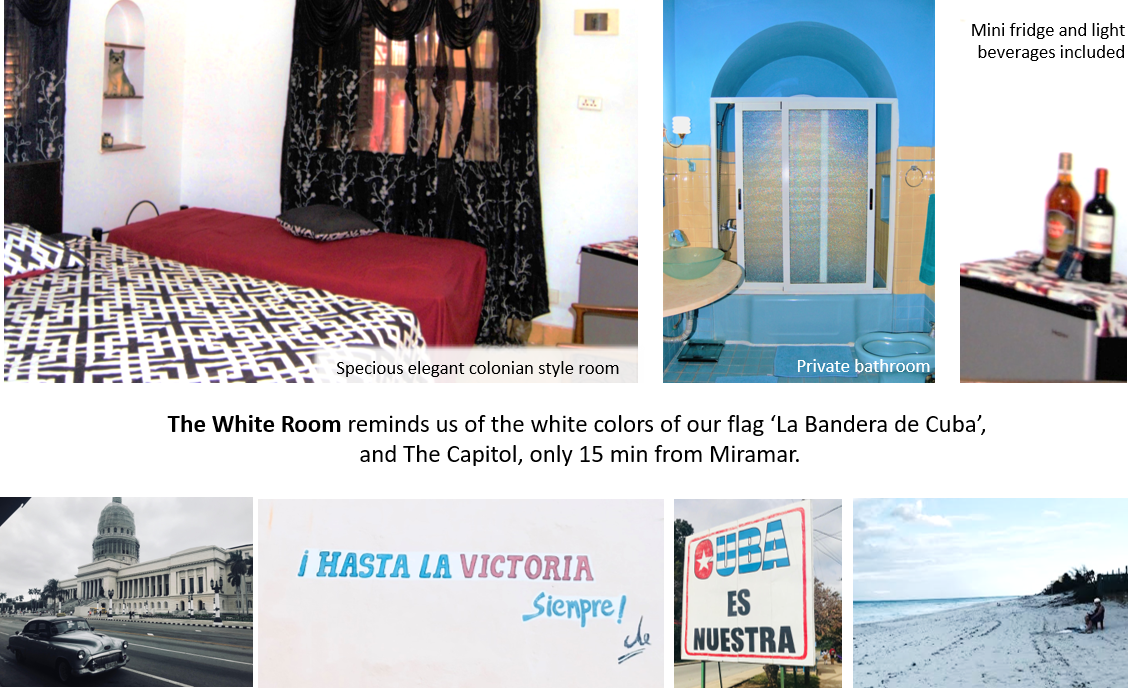 Mini fridge and light
beverages included
Specious elegant colonian style room
Private bathroom
The White Room reminds us of the white colors of our flag ‘La Bandera de Cuba’,
and The Capitol, only 15 min from Miramar.
¡HASTA LA VICTORIA
Sienpre!
che
CUBA
ES
NUESTRA